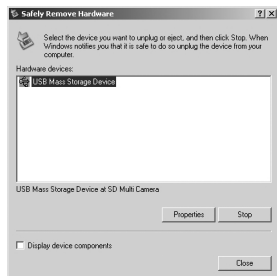 Safely Remove Hardware
Select the device you want to unplug or eject, and then click Stop. When
Windows notifies you that it is safe to do so unplug the device from your
computer.
Hardware devices:
USB Mass Storage Device
USB Mass Storage Device at SD Multi Camera
Properties
Stop
Display device components
Close